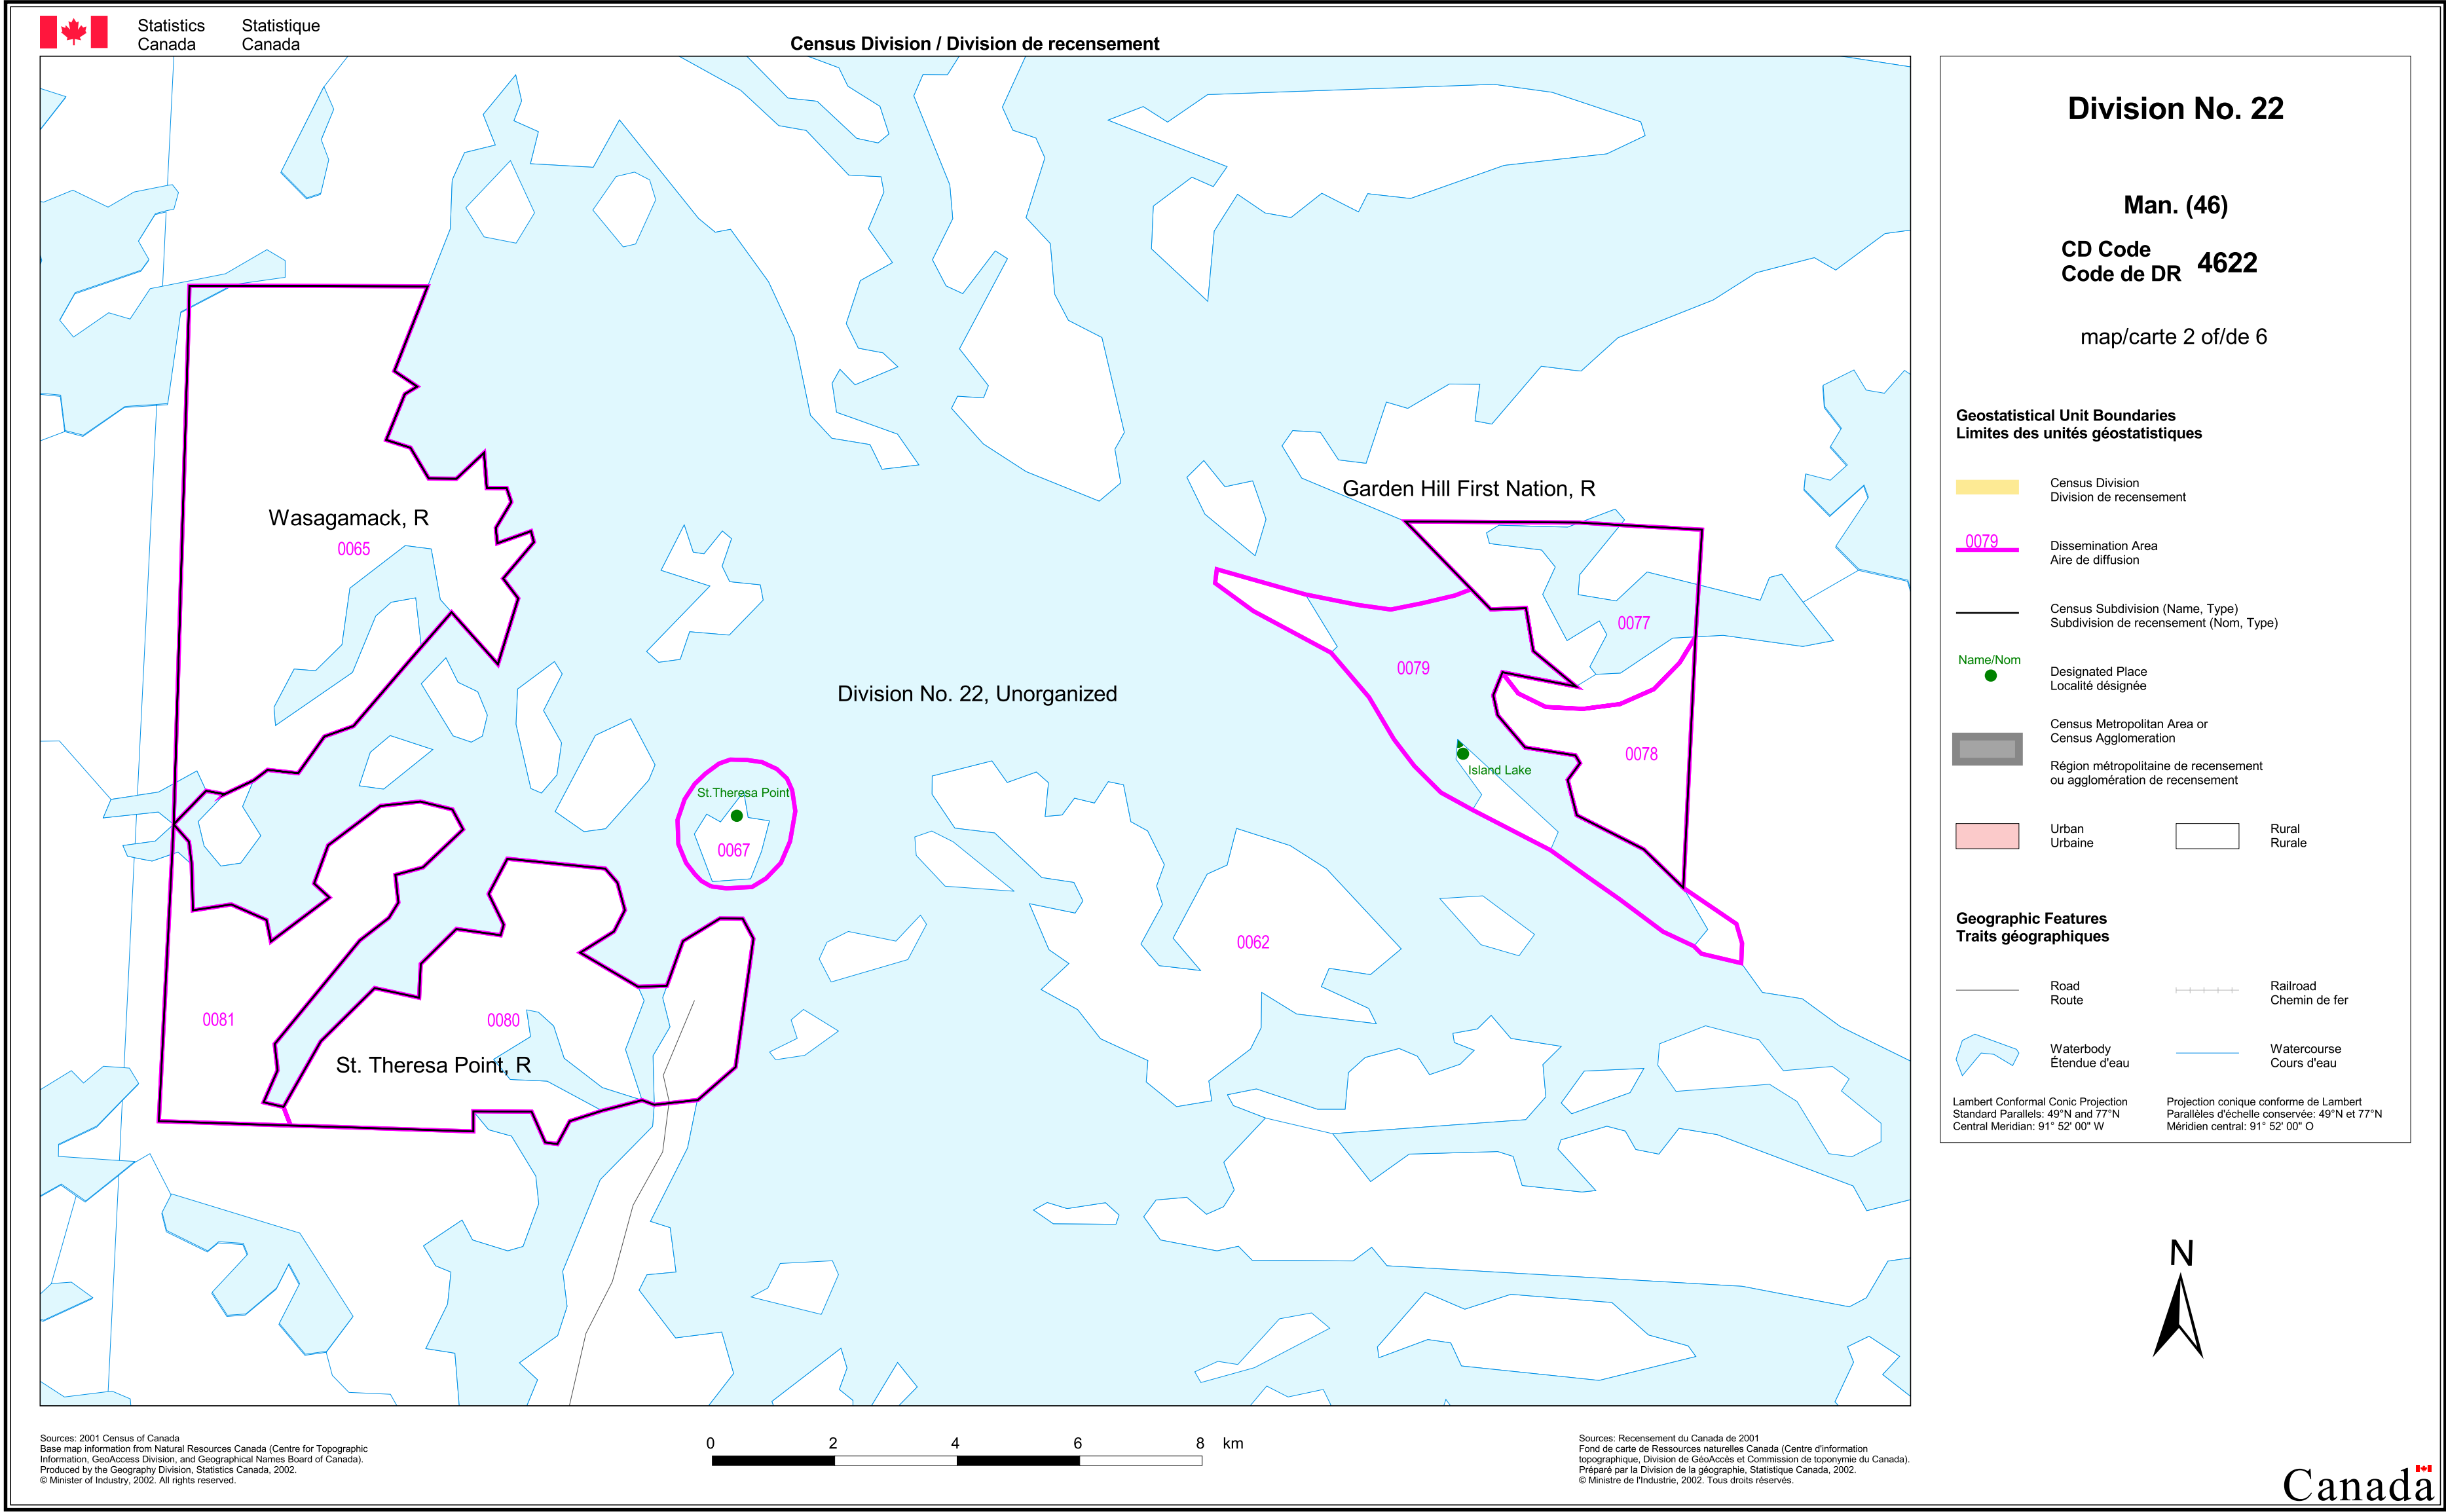 Statistics Statistique
Canada Canada
Census Division / Division de recensement
Wasagamack, R
0065
Garden Hill First Nation, R
0077
0079
Division No. 22, Unorganized
0078
Island Lake
St.Theresa Point
0067
0062
0081
0080
St. Theresa Point, R
Division No. 22
Man. (46)
CD Code
Code de DR
4622
map/carte 2 of/de 6
Geostatistical Unit Boundaries
Limites des unités géostatistiques
Census Division
Division de recensement
0079
Dissemination Area
Aire de diffusion
Census Subdivision (Name, Type)
Subdivision de recensement (Nom, Type)
Name/Nom
Designated Place
Localité désignée
Census Metropolitan Area or
Census Agglomeration
Région métropolitaine de recensement
ou agglomération de recensement
Urban
Urbaine
Rural
Rurale
Geographic Features
Traits géographiques
Road
Route
Railroad
Chemin de fer
Waterbody
Étendue d'eau
Watercourse
Cours d'eau
Lambert Conformal Conic Projection
Standard Parallels: 49°N and 77°N
Central Meridian: 91° 52' 00" W
Projection conique conforme de Lambert
Parallèles d'échelle conservée: 49°N et 77°N
Méridien central: 91° 52' 00" O
N
Sources: 2001 Census of Canada
Base map information from Natural Resources Canada (Centre for Topographic
Information, GeoAccess Division, and Geographical Names Board of Canada).
Produced by the Geography Division, Statistics Canada, 2002.
© Minister of Industry, 2002. All rights reserved.
0 2 4 6 8 km
Sources: Recensement du Canada de 2001
Fond de carte de Ressources naturelles Canada (Centre d'information
topographique, Division de GéoAccès et Commission de toponymie du Canada).
Préparé par la Division de la géographie, Statistique Canada, 2002.
© Ministre de l'Industrie, 2002. Tous droits réservés.
Canada